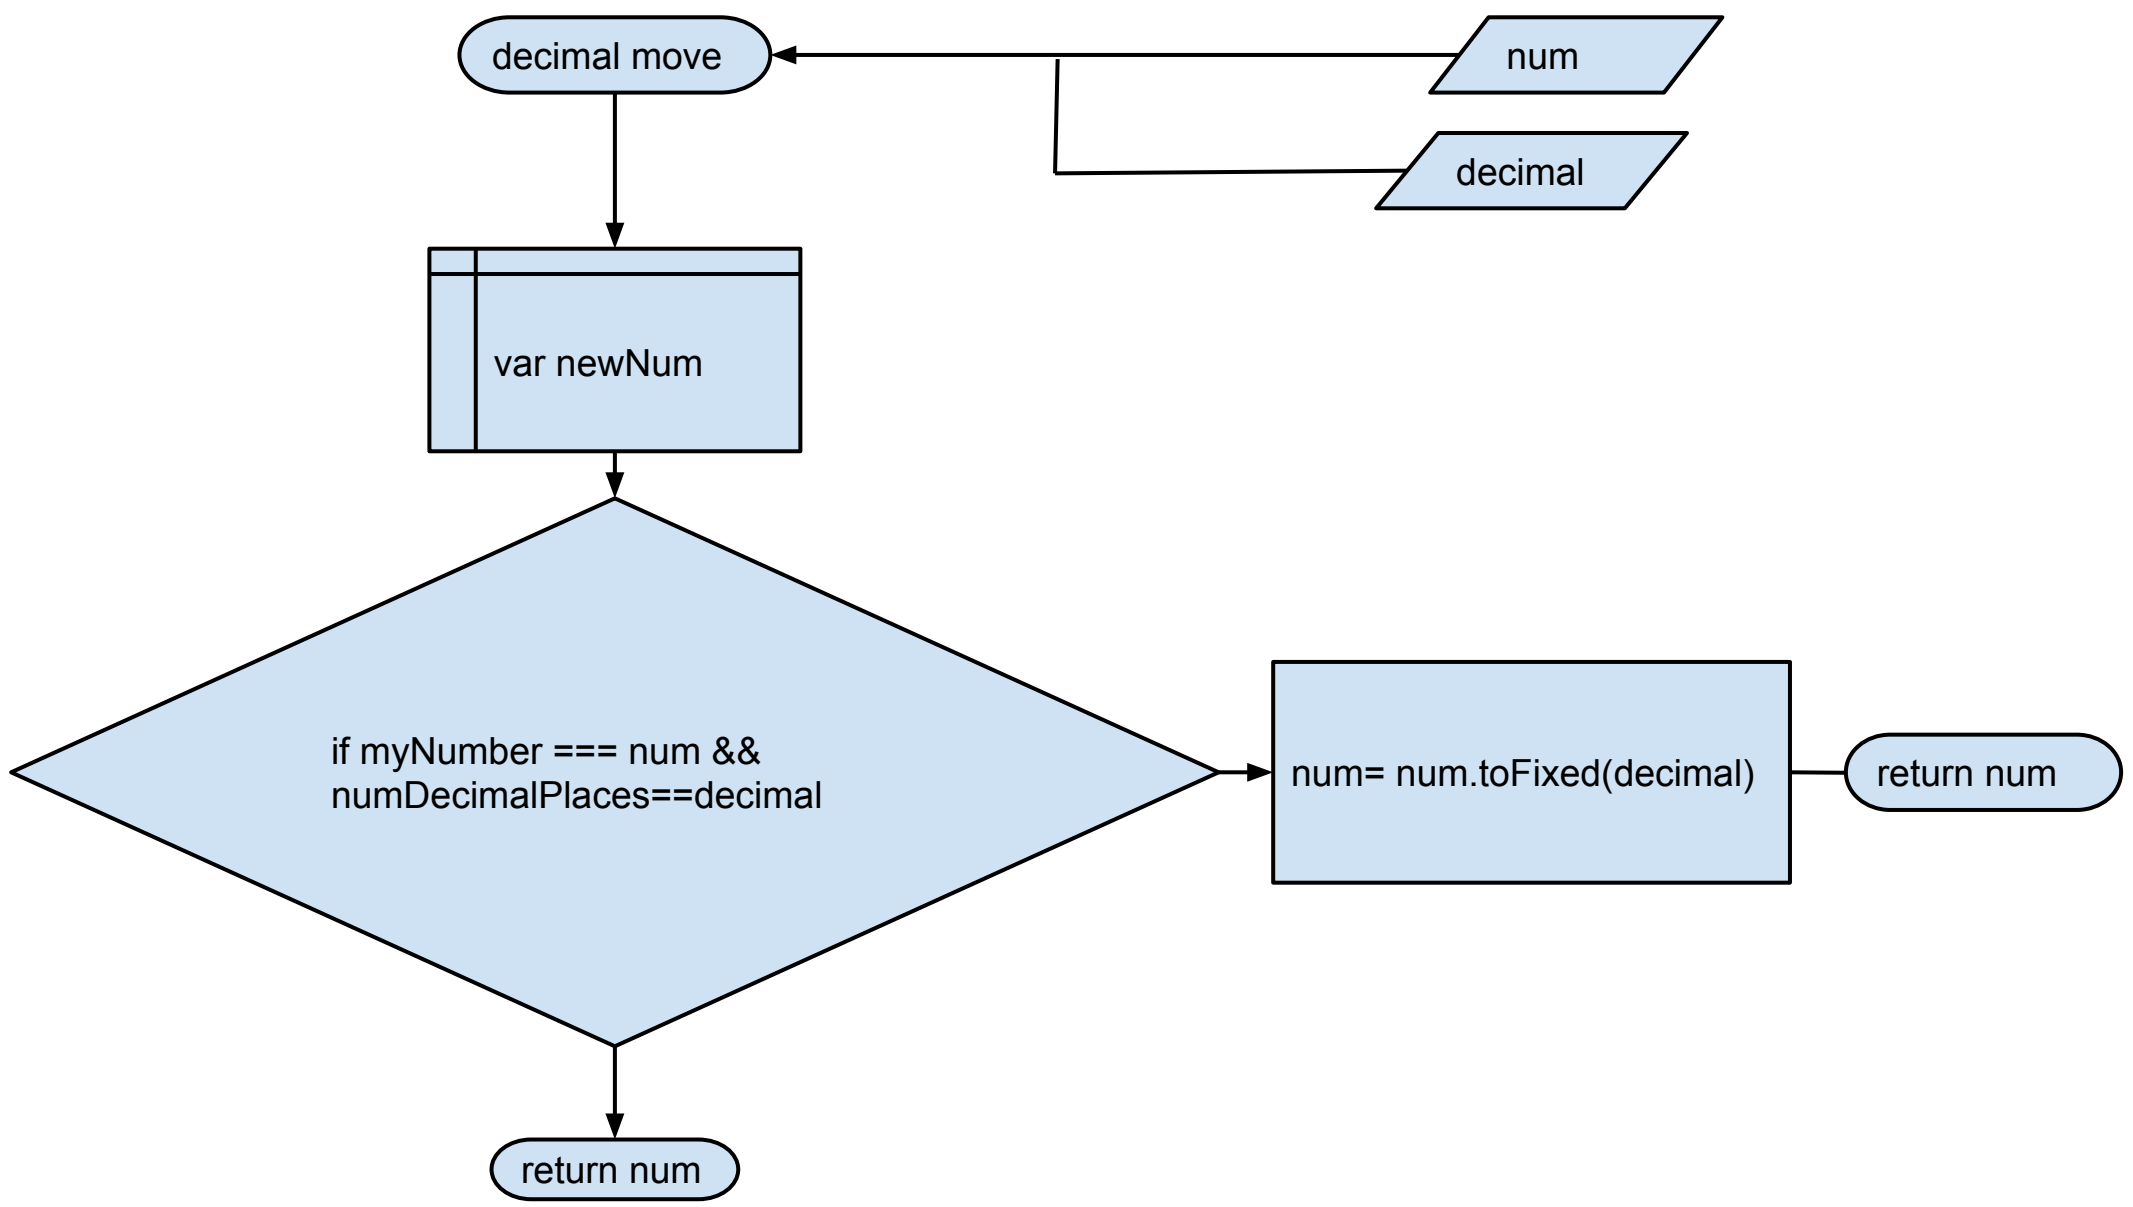 decimal move
num
decimal
var newNum
if myNumber === num &&
numDecimalPlaces==decimal
num= num.toFixed(decimal)
return num
return num